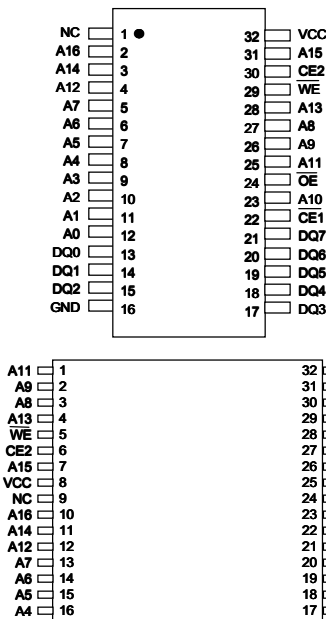 NC 1 32 VCC
A16 2 31 A15
A14 3 30 CE2
A12 4 29 WE
A7 5 28 A13
A6 6 27 A8
A5 7 26 A9
A4 8 25 A11
A3 9 24 OE
A2 10 23 A10
A1 11 22 CE1
A0 12 21 DQ7
DQ0 13 20 DQ6
DQ1 14 19 DQ5
DQ2 15 18 DQ4
GND 16 17 DQ3
A11 1 32
A9 2 31
A8 3 30
A13 4 29
WE 5 28
CE2 6 27
A15 7 26
VCC 8 25
NC 9 24
A16 10 23
A14 11 22
A12 12 21
A7 13 20
A6 14 19
A5 15 18
A4 16 17